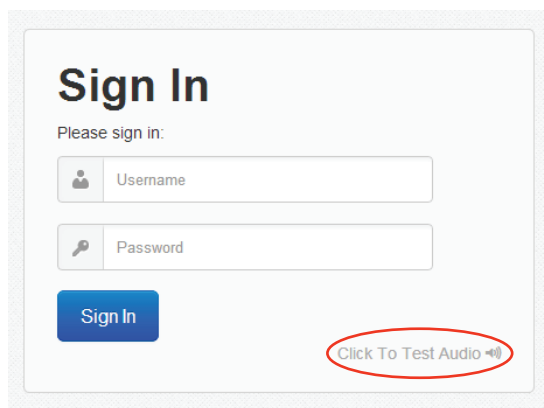 Sign In
Please sign in:
Username
Password
Sign In
Click To Test Audio